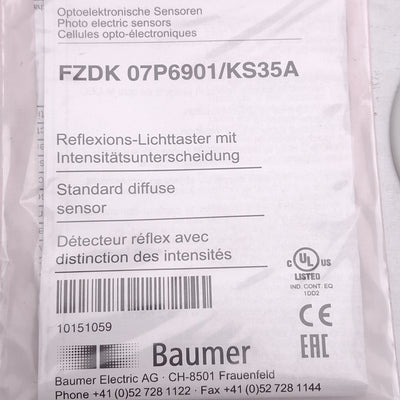 Optoelektronische Sensoren
Photo electric sensors
Cellules opto-électroniques
FZDK 07P6901/KS35A
Reflexions-Lichttaster mit
Intensitätsunterscheidung
Standard diffuse
sensor
Détecteur réflex avec
distinction des intensités
C UL US
LISTED
IND. CONT. EQ
1DD2
10151059
CE
EAC
Baumer
Baumer Electric AG · CH-8501 Frauenfeld
Phone +41 (0)52 728 1122 · Fax +41 (0)52 728 1144